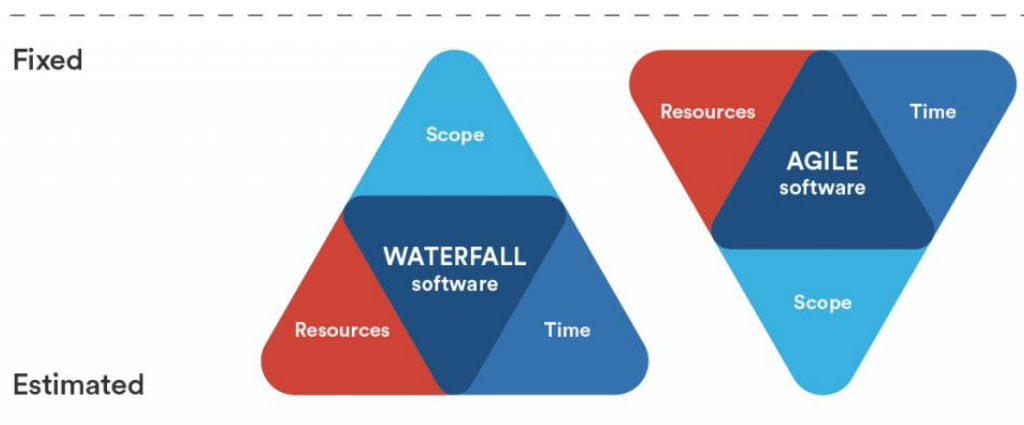 Fixed
Scope
WATERFALL
software
Resources
Time
Resources
Time
AGILE
software
Scope
Estimated